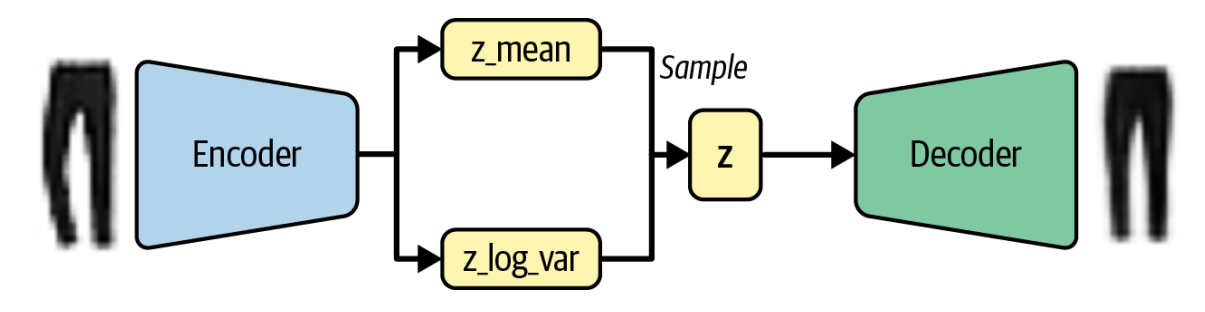 z_mean
Sample
Encoder
z
Decoder
z_log_var